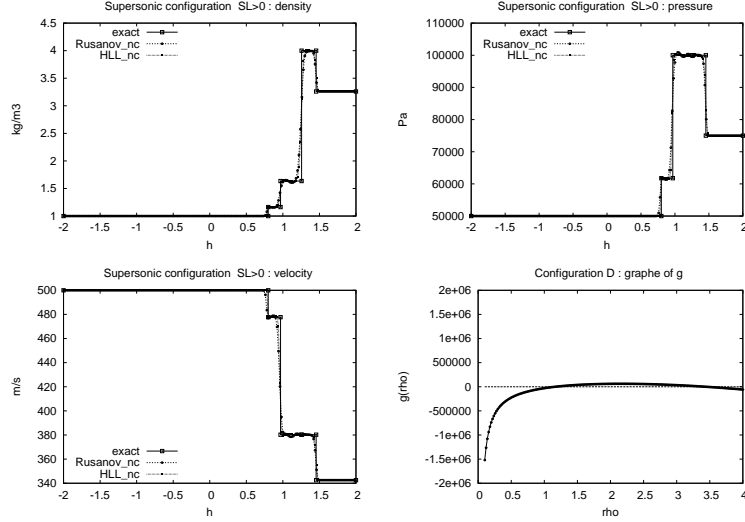 Supersonic configuration SL>0 : density
4.5
4
3.5
3
2.5
2
1.5
1
kg/m3
exact
Rusanov_nc
HLL_nc
-2 -1.5 -1 -0.5 0 0.5 1 1.5 2
h
Supersonic configuration SL>0 : pressure
100000
90000
80000
70000
60000
50000
Pa
exact
Rusanov_nc
HLL_nc
-2 -1.5 -1 -0.5 0 0.5 1 1.5 2
h
Supersonic configuration SL>0 : velocity
500
480
460
440
420
400
380
360
340
m/s
exact
Rusanov_nc
HLL_nc
-2 -1.5 -1 -0.5 0 0.5 1 1.5 2
h
Configuration D : graphe of g
2e+06
1e+06
1e+06
500000
0
-500000
-1e+06
-1e+06
-2e+06
g(rho)
0 0.5 1 1.5 2 2.5 3 3.5 4
rho